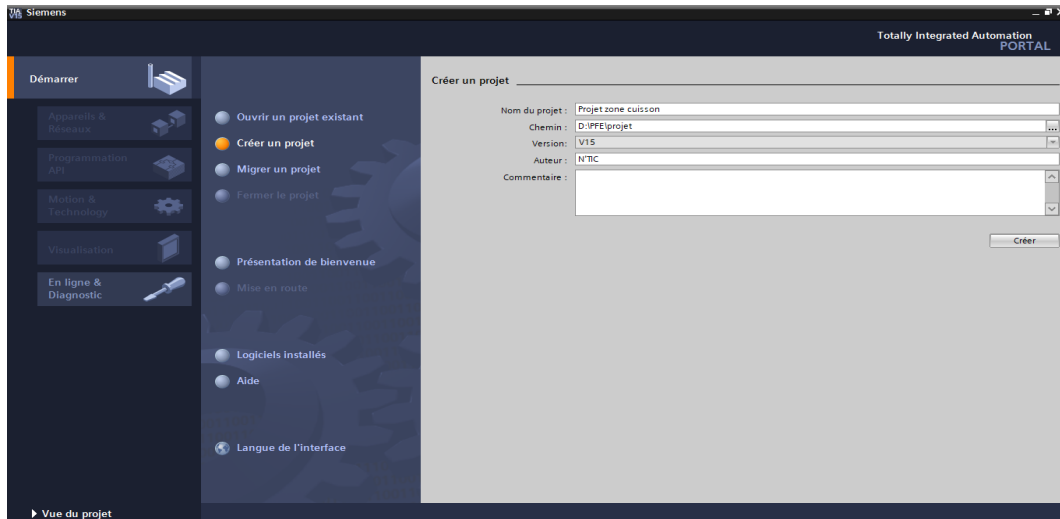 TIA
V15
Siemens
Totally Integrated Automation
PORTAL
Démarrer
Appareils &
Réseaux
Programmation
API
Motion &
Technology
Visualisation
En ligne &
Diagnostic
Vue du projet
Ouvrir un projet existant
Créer un projet
Migrer un projet
Fermer le projet
Présentation de bienvenue
Mise en route
Logiciels installés
Aide
Langue de l'interface
Créer un projet
Nom du projet : Projet zone cuisson
Chemin : D:\PFE\projet ...
Version: V15
Auteur : N'TIC
Commentaire :
Créer